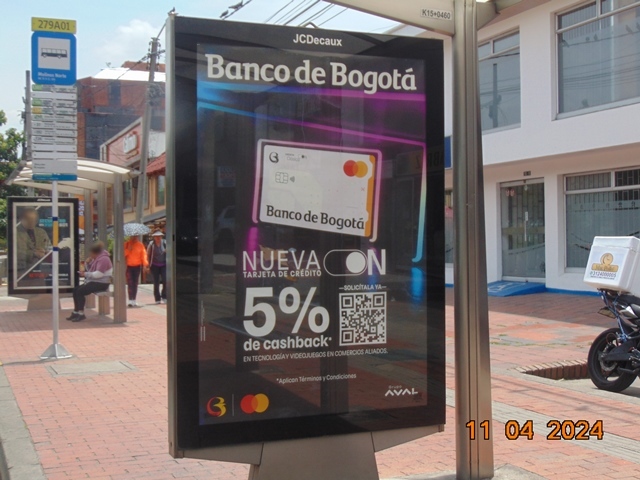 279A01
K15+0460
JCDecaux
Banco de Bogotá
Banco de Bogotá
NUEVA ON
TARJETA DE CRÉDITO
SOLICÍTALA YA
5%
de cashback*
EN TECNOLOGÍA Y VIDEOJUEGOS EN COMERCIOS ALIADOS.
*Aplican Términos y Condiciones
Grupo
AVAL
11 04 2024